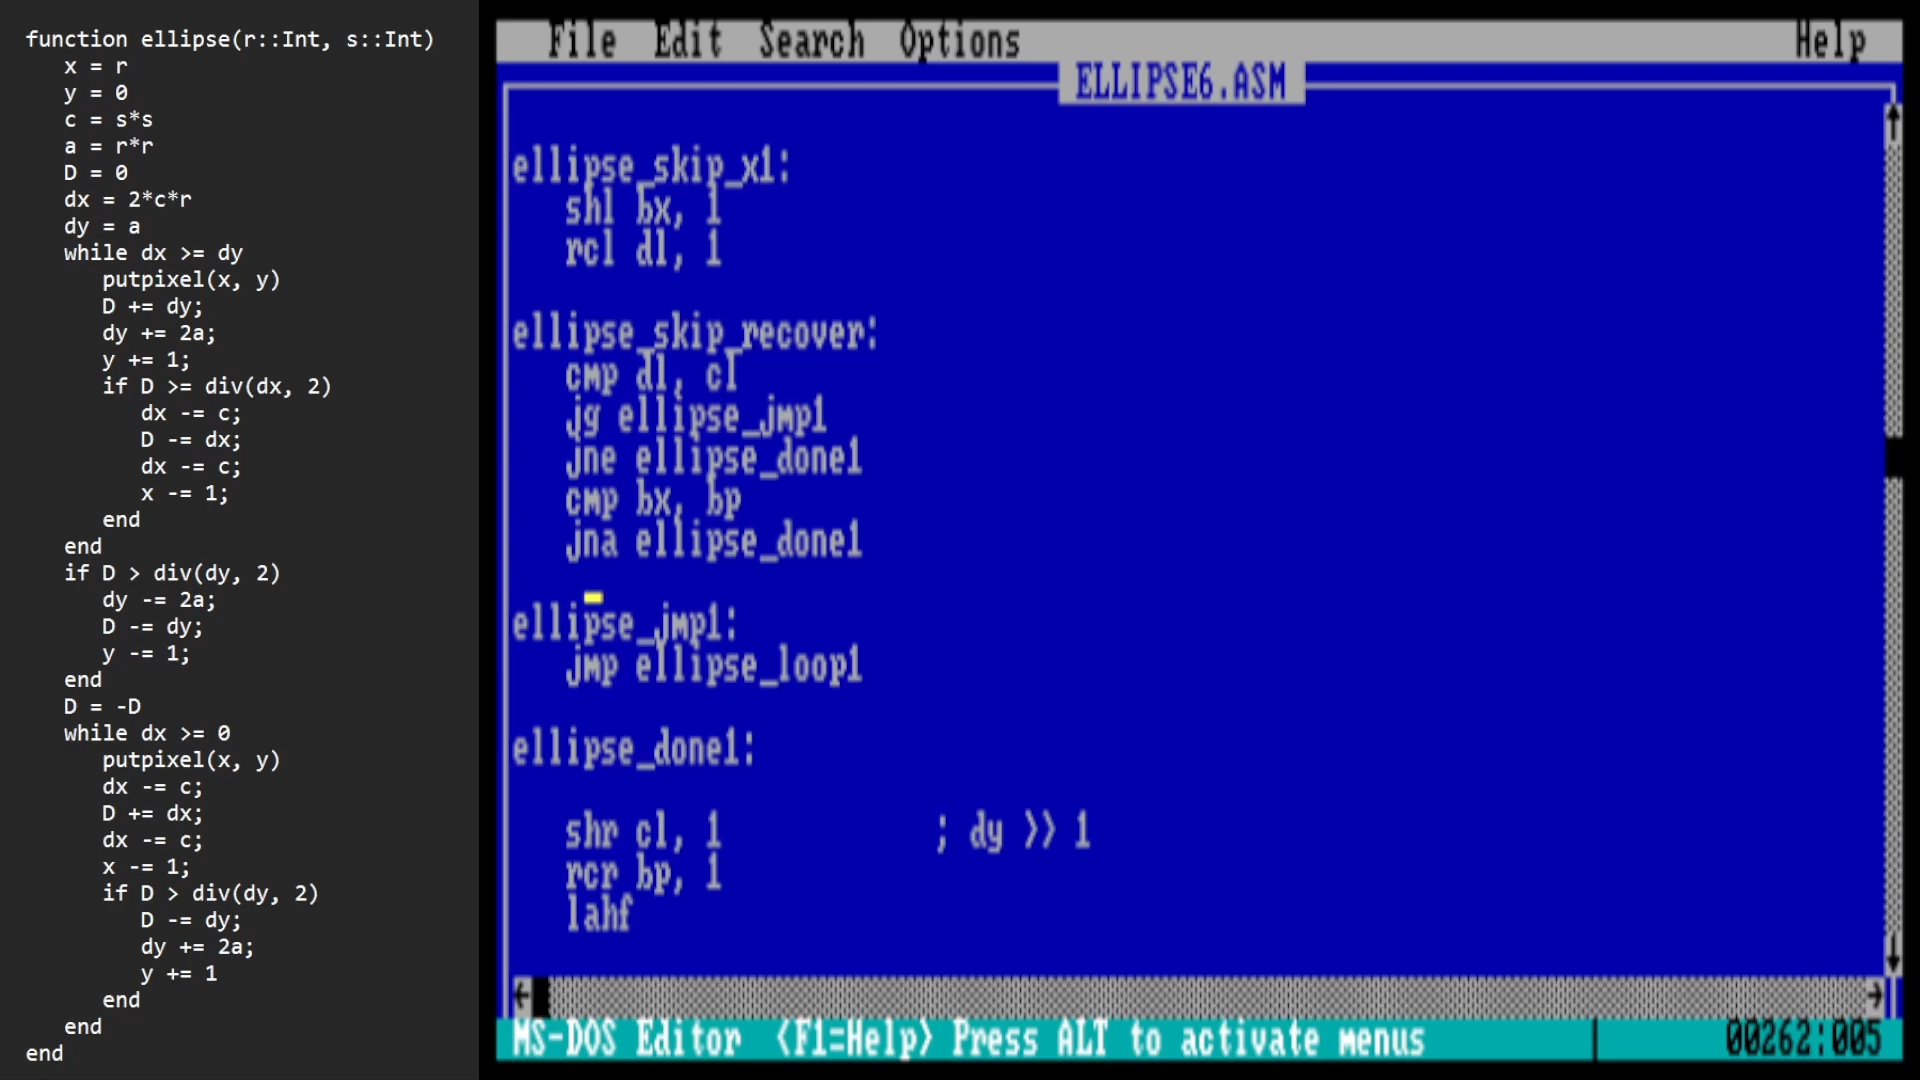 function ellipse(r::Int, s::Int)
x = r
y = 0
c = s*s
a = r*r
D = 0
dx = 2*c*r
dy = a
while dx >= dy
putpixel(x, y)
D += dy;
dy += 2a;
y += 1;
if D >= div(dx, 2)
dx -= c;
D -= dx;
dx -= c;
x -= 1;
end
end
if D > div(dy, 2)
dy -= 2a;
D -= dy;
y -= 1;
end
D = -D
while dx >= 0
putpixel(x, y)
dx -= c;
D += dx;
dx -= c;
x -= 1;
if D > div(dy, 2)
D -= dy;
dy += 2a;
y += 1
end
end
end
File Edit Search Options Help
ELLIPSE6.ASM
ellipse_skip_x1:
shl bx, 1
rcl dl, 1
ellipse_skip_recover:
cmp dl, cl
jg ellipse_jmp1
jne ellipse_done1
cmp bx, bp
jna ellipse_done1
ellipse_jmp1:
jmp ellipse_loop1
ellipse_done1:
shr cl, 1 ; dy >> 1
rcr bp, 1
lahf
MS-DOS Editor <F1=Help> Press ALT to activate menus 00262:005